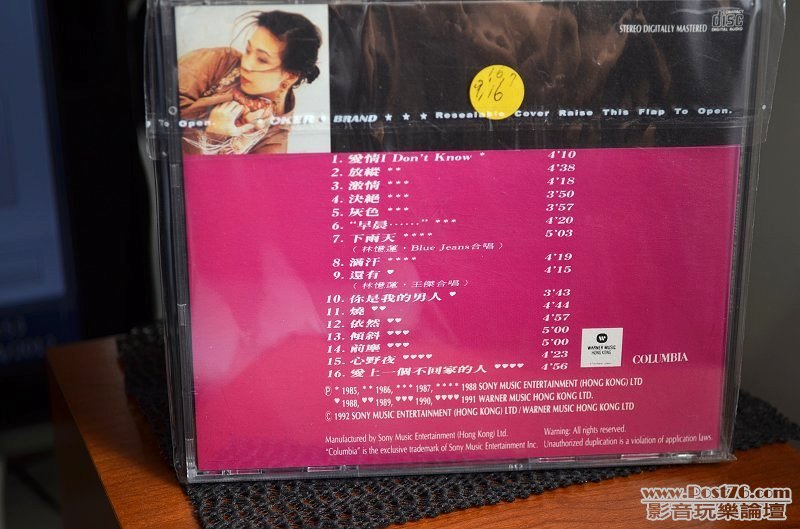 STEREO DIGITALLY MASTERED
COMPACT
disc
DIGITAL AUDIO
16 7
9,16
To Open. OKER ★ BRAND ★ ★ ★ Resealable Cover Raise This Flap To Open.
1. 愛情I Don't Know * 4'10
2. 放縱 ** 4'38
3. 激情 *** 4'18
4. 決絕 *** 3'50
5. 灰色 *** 3'57
6. “早晨⋯⋯” *** 4'20
7. 下雨天 **** 5'03
（林憶蓮·Blue Jeans合唱）
8. 滿汗 **** 4'19
9. 還有 ♥ 4'15
（林憶蓮·王傑合唱）
10. 你是我的男人 ♥ 3'43
11. 燒 ♥♥ 4'44
12. 依然 ♥♥ 4'57
13. 傾斜 ♥♥ 5'00
14. 前塵 ♥♥ 5'00
15. 心野夜 ♥♥♥♥ 4'23
16. 愛上一個不回家的人 ♥♥♥♥ 4'56
WARNER MUSIC
HONG KONG
COLUMBIA
Ⓟ * 1985, ** 1986, *** 1987, **** 1988 SONY MUSIC ENTERTAINMENT (HONG KONG) LTD
♥ 1988, ♥♥ 1989, ♥♥♥ 1990, ♥♥♥♥ 1991 WARNER MUSIC HONG KONG LTD.
© 1992 SONY MUSIC ENTERTAINMENT (HONG KONG) LTD / WARNER MUSIC HONG KONG LTD
Manufactured by Sony Music Entertainment (Hong Kong) Ltd.
"Columbia" is the exclusive trademark of Sony Music Entertainment Inc.
Warning: All rights reserved.
Unauthorized duplication is a violation of application laws.
www.Post76.com
影音玩樂論壇